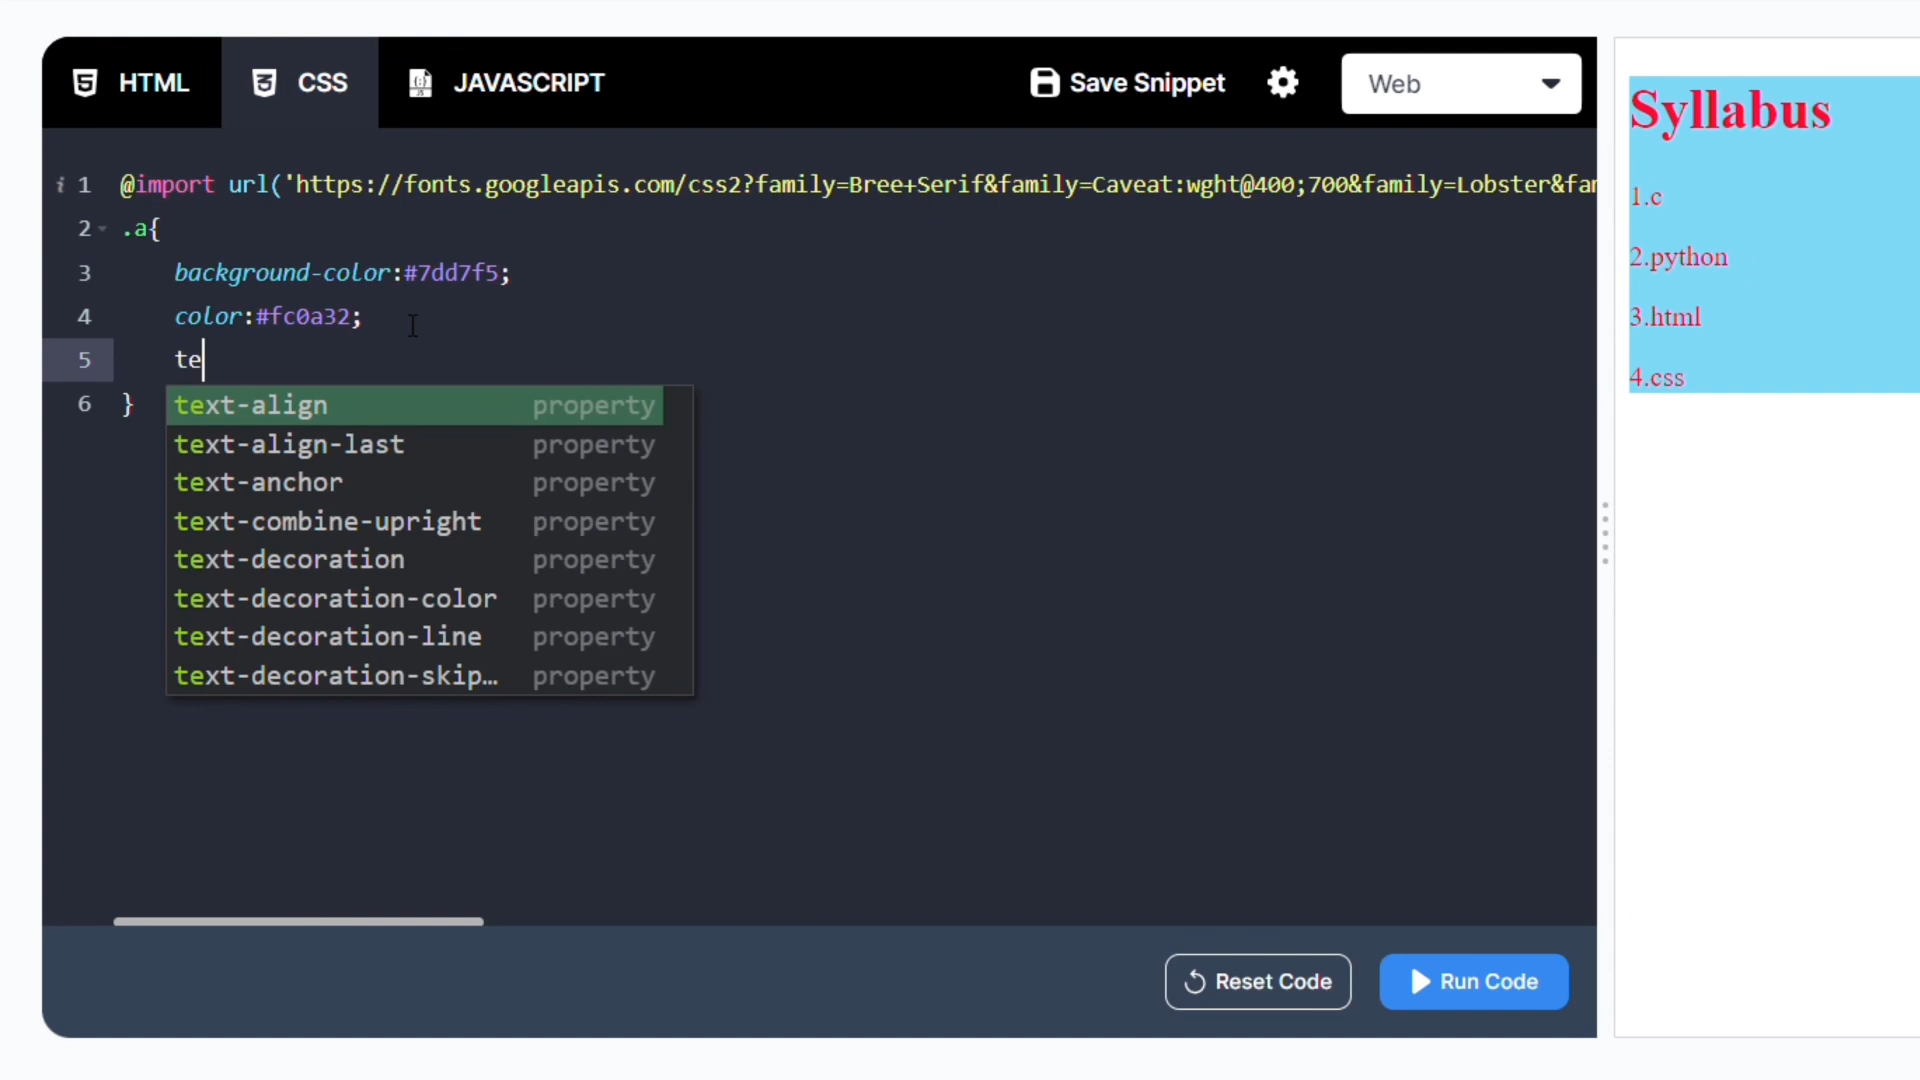 HTML CSS JAVASCRIPT Save Snippet Web
1 @import url('https://fonts.googleapis.com/css2?family=Bree+Serif&family=Caveat:wght@400;700&family=Lobster&fam
2 .a{
3 background-color:#7dd7f5;
4 color:#fc0a32;
5 te
6 }
text-align property
text-align-last property
text-anchor property
text-combine-upright property
text-decoration property
text-decoration-color property
text-decoration-line property
text-decoration-skip… property
Reset Code Run Code
Syllabus
1.c
2.python
3.html
4.css